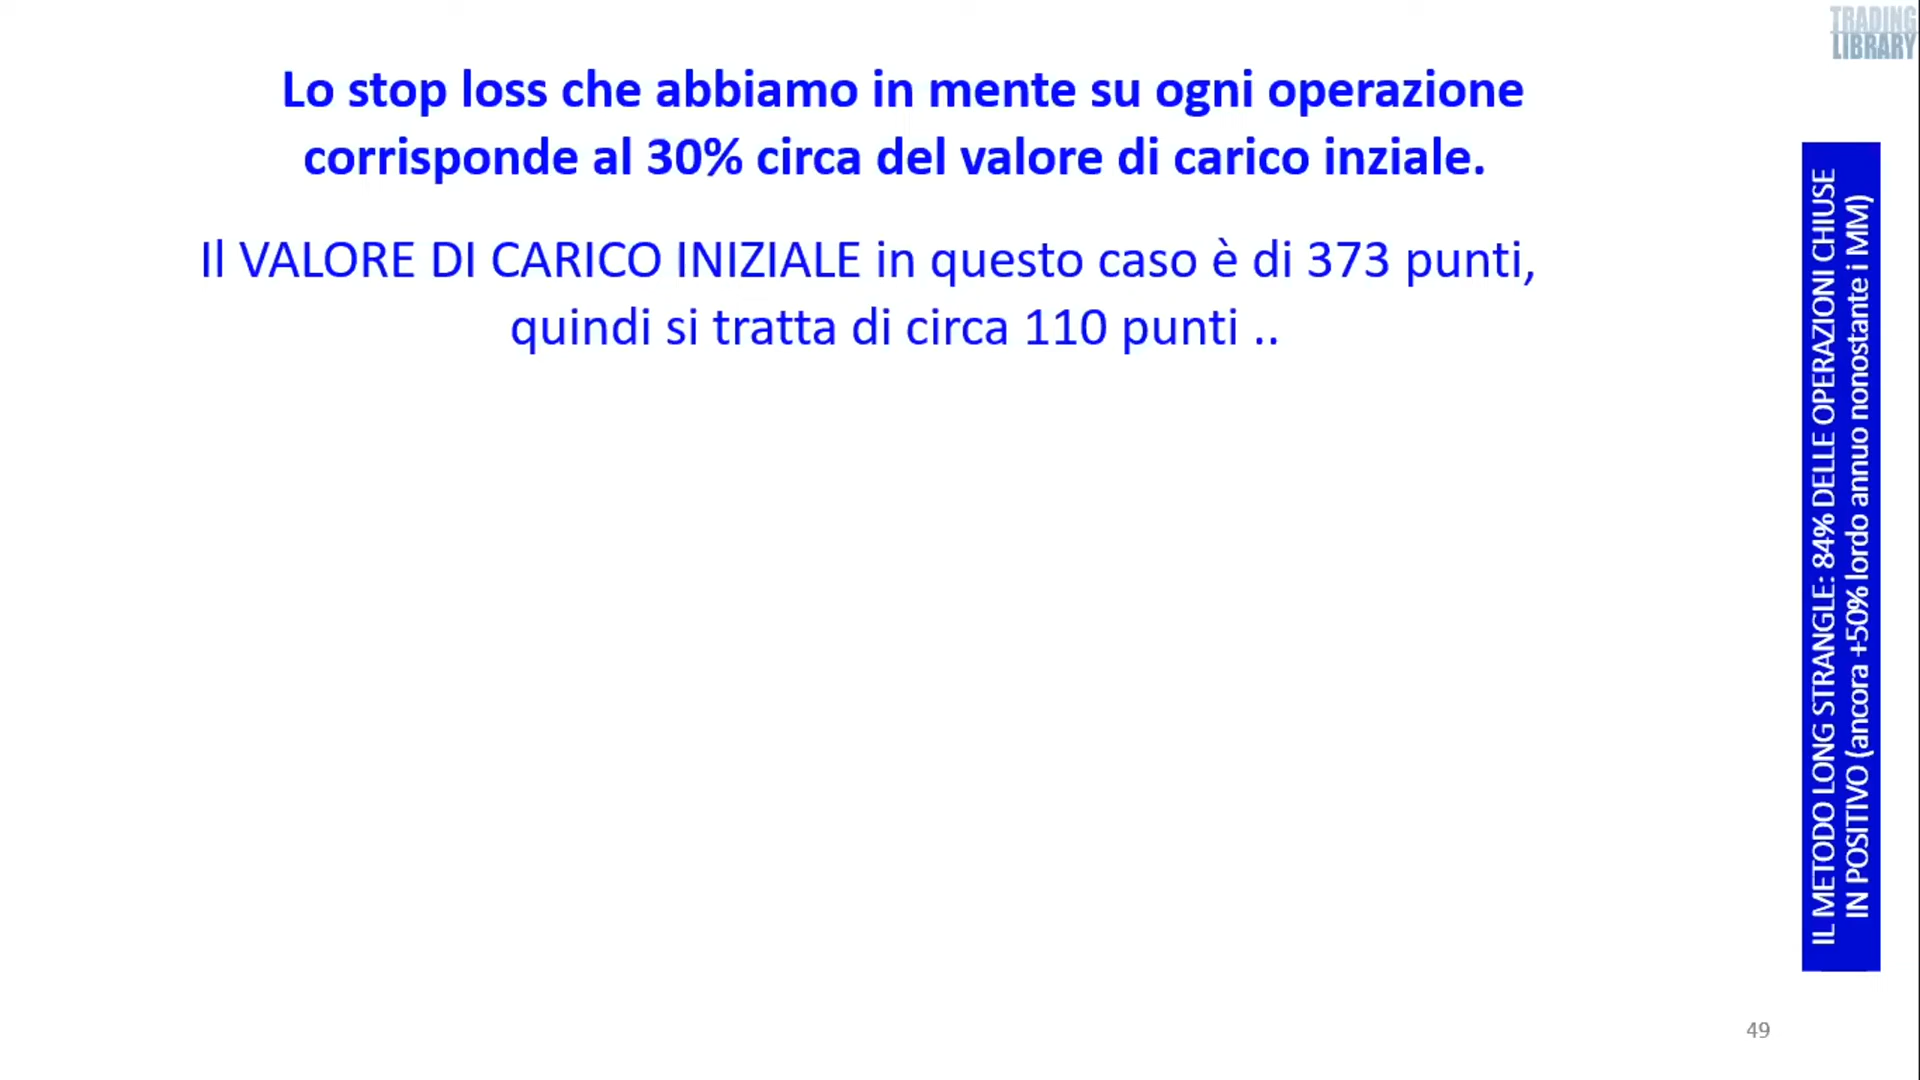 TRADING
LIBRARY
Lo stop loss che abbiamo in mente su ogni operazione
corrisponde al 30% circa del valore di carico inziale.
Il VALORE DI CARICO INIZIALE in questo caso è di 373 punti,
quindi si tratta di circa 110 punti ..
IL METODO LONG STRANGLE: 84% DELLE OPERAZIONI CHIUSE
IN POSITIVO (ancora +50% lordo annuo nonostante i MM)
49